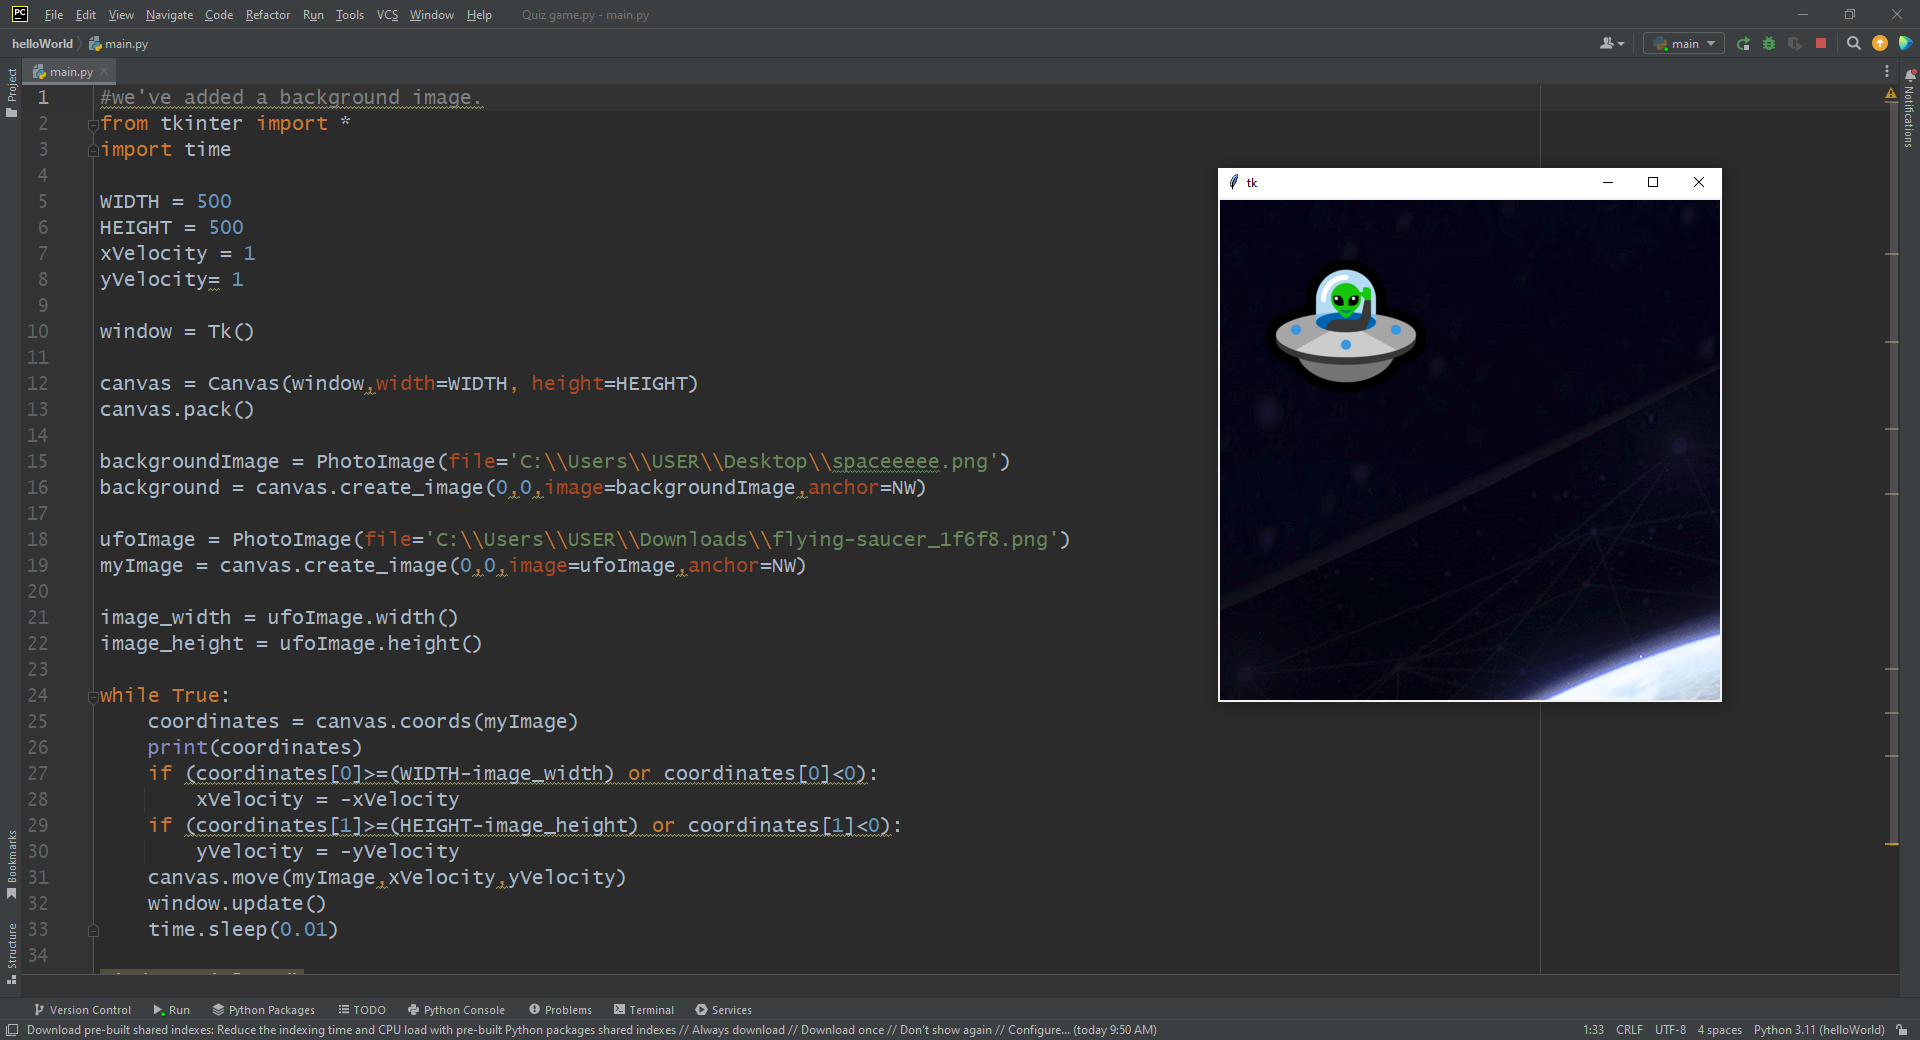 PC File Edit View Navigate Code Refactor Run Tools VCS Window Help Quiz game.py - main.py
helloWorld main.py main
main.py
Project
Notifications
Bookmarks
Structure
1 #we've added a background image.
2 from tkinter import *
3 import time
4
5 WIDTH = 500
6 HEIGHT = 500
7 xVelocity = 1
8 yVelocity= 1
9
10 window = Tk()
11
12 canvas = Canvas(window,width=WIDTH, height=HEIGHT)
13 canvas.pack()
14
15 backgroundImage = PhotoImage(file='C:\\Users\\USER\\Desktop\\spaceeeee.png')
16 background = canvas.create_image(0,0,image=backgroundImage,anchor=NW)
17
18 ufoImage = PhotoImage(file='C:\\Users\\USER\\Downloads\\flying-saucer_1f6f8.png')
19 myImage = canvas.create_image(0,0,image=ufoImage,anchor=NW)
20
21 image_width = ufoImage.width()
22 image_height = ufoImage.height()
23
24 while True:
25     coordinates = canvas.coords(myImage)
26     print(coordinates)
27     if (coordinates[0]>=(WIDTH-image_width) or coordinates[0]<0):
28         xVelocity = -xVelocity
29     if (coordinates[1]>=(HEIGHT-image_height) or coordinates[1]<0):
30         yVelocity = -yVelocity
31     canvas.move(myImage,xVelocity,yVelocity)
32     window.update()
33     time.sleep(0.01)
34
tk
Version Control Run Python Packages TODO Python Console Problems Terminal Services
Download pre-built shared indexes: Reduce the indexing time and CPU load with pre-built Python packages shared indexes // Always download // Download once // Don't show again // Configure... (today 9:50 AM) 1:33 CRLF UTF-8 4 spaces Python 3.11 (helloWorld)